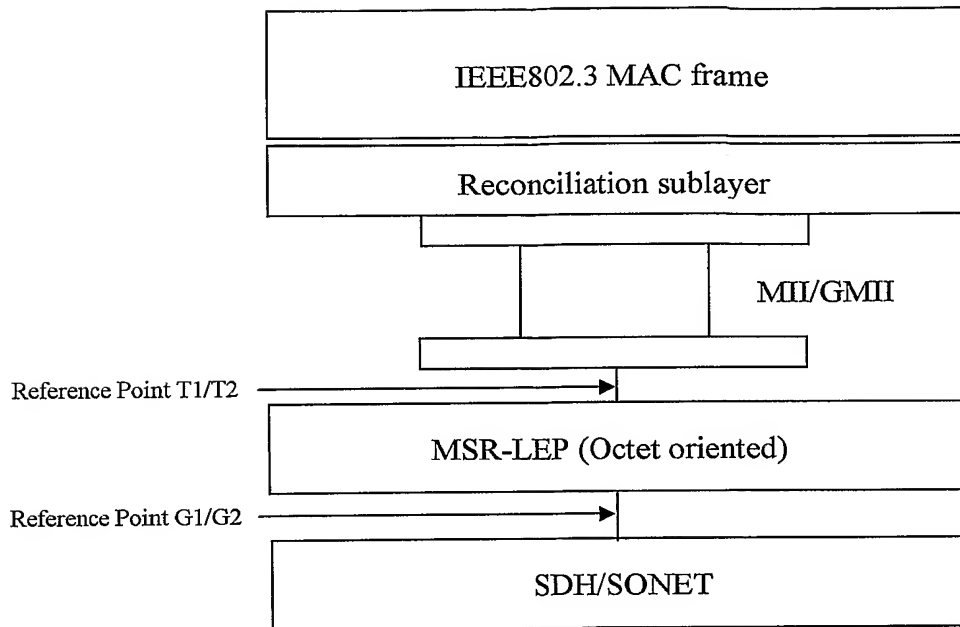 IEEE802.3 MAC frame
Reconciliation sublayer
MII/GMII
Reference Point T1/T2
MSR-LEP (Octet oriented)
Reference Point G1/G2
SDH/SONET